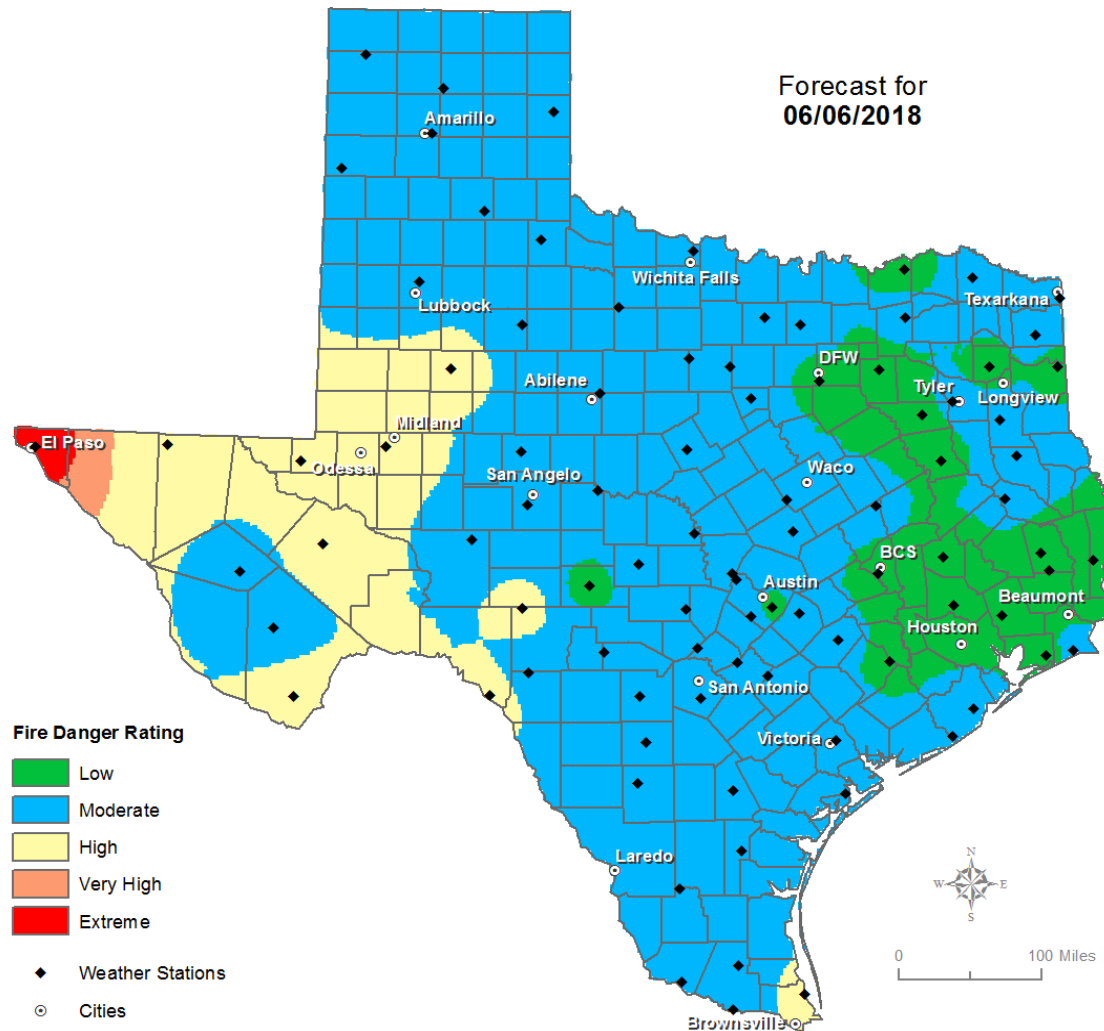 Forecast for
06/06/2018
Amarillo
Wichita Falls
Lubbock
Texarkana
DFW
Abilene
Tyler
Longview
El Paso
Midland
Odessa
San Angelo
Waco
BCS
Austin
Beaumont
Houston
San Antonio
Victoria
Laredo
Brownsville
Fire Danger Rating
Low
Moderate
High
Very High
Extreme
Weather Stations
Cities
N
W E
S
0 100 Miles